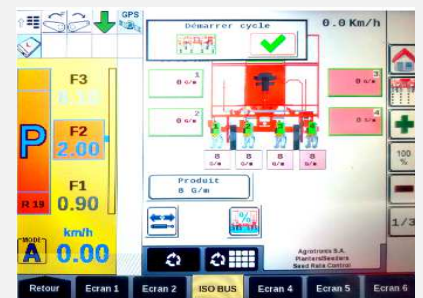 GPS
Démarrer cycle
0.0 Km/h
F3
P
F2
2.00
F1
R 19
0.90
km/h
MODE
A
0.00
1
0 G/m
2
0 G/m
3
0 G/m
4
0 G/m
0
G/m
0
G/m
0
G/m
0
G/m
Produit
0 G/m
%
100
%
1/3
Agrotronix S.A.
Planters&Seeders
Seed Rate Control
Retour
Ecran 1
Ecran 2
ISO BUS
Ecran 4
Ecran 5
Ecran 6